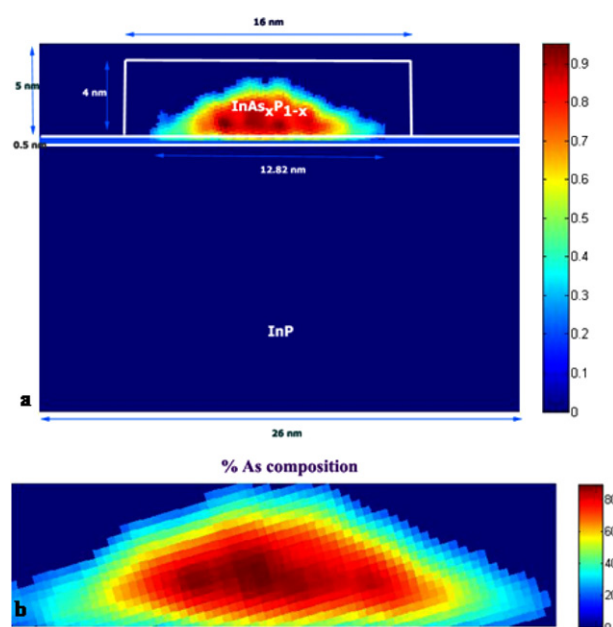 16 nm
5 nm
4 nm
InAsxP1-x
0.5 nm
12.82 nm
InP
a
26 nm
0.9
0.8
0.7
0.6
0.5
0.4
0.3
0.2
0.1
0
% As composition
b
80
60
40
20
0